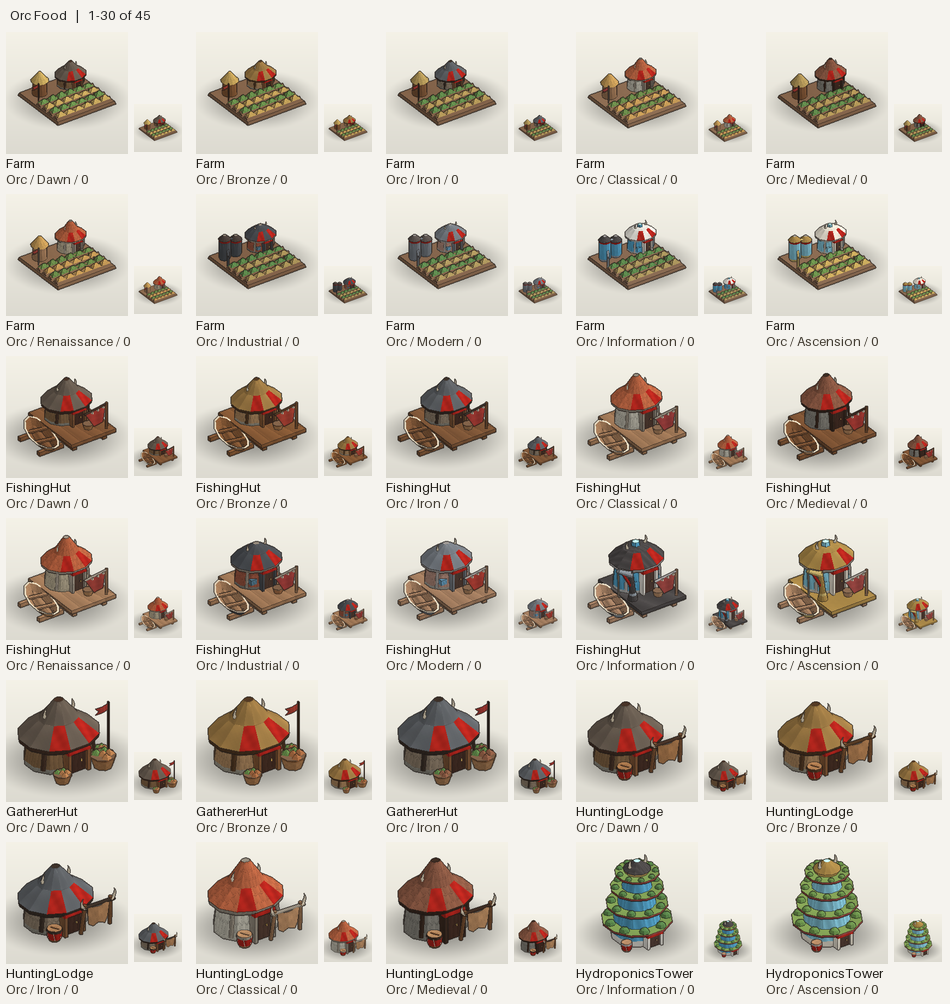 Orc Food | 1-30 of 45
Farm
Orc / Dawn / 0
Farm
Orc / Bronze / 0
Farm
Orc / Iron / 0
Farm
Orc / Classical / 0
Farm
Orc / Medieval / 0
Farm
Orc / Renaissance / 0
Farm
Orc / Industrial / 0
Farm
Orc / Modern / 0
Farm
Orc / Information / 0
Farm
Orc / Ascension / 0
FishingHut
Orc / Dawn / 0
FishingHut
Orc / Bronze / 0
FishingHut
Orc / Iron / 0
FishingHut
Orc / Classical / 0
FishingHut
Orc / Medieval / 0
FishingHut
Orc / Renaissance / 0
FishingHut
Orc / Industrial / 0
FishingHut
Orc / Modern / 0
FishingHut
Orc / Information / 0
FishingHut
Orc / Ascension / 0
GathererHut
Orc / Dawn / 0
GathererHut
Orc / Bronze / 0
GathererHut
Orc / Iron / 0
HuntingLodge
Orc / Dawn / 0
HuntingLodge
Orc / Bronze / 0
HuntingLodge
Orc / Iron / 0
HuntingLodge
Orc / Classical / 0
HuntingLodge
Orc / Medieval / 0
HydroponicsTower
Orc / Information / 0
HydroponicsTower
Orc / Ascension / 0